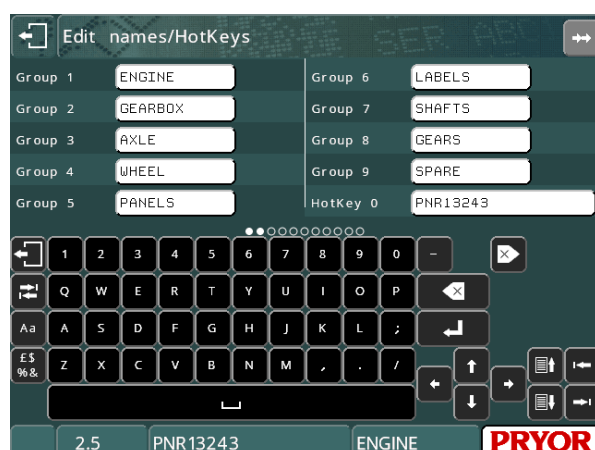 Edit names/HotKeys
Group 1 ENGINE
Group 2 GEARBOX
Group 3 AXLE
Group 4 WHEEL
Group 5 PANELS
Group 6 LABELS
Group 7 SHAFTS
Group 8 GEARS
Group 9 SPARE
HotKey 0 PNR13243
1 2 3 4 5 6 7 8 9 0 -
Q W E R T Y U I O P
Aa A S D F G H J K L ;
£$ %& Z X C V B N M , . /
2.5 PNR13243 ENGINE PRYOR